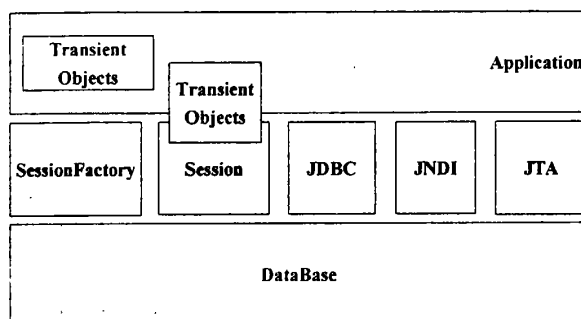 Transient
Objects
Application
Transient
Objects
SessionFactory
Session
JDBC
JNDI
JTA
DataBase